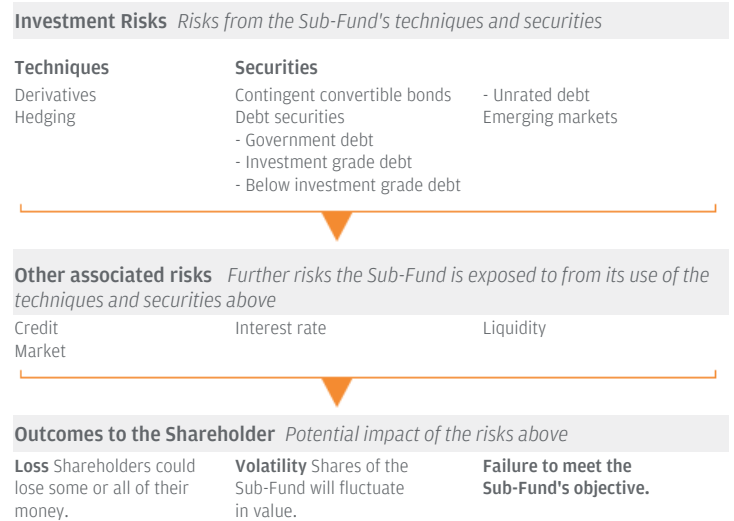 Investment Risks Risks from the Sub-Fund's techniques and securities
Techniques
Derivatives
Hedging
Securities
Contingent convertible bonds
Debt securities
- Government debt
- Investment grade debt
- Below investment grade debt
- Unrated debt
Emerging markets
Other associated risks Further risks the Sub-Fund is exposed to from its use of the
techniques and securities above
Credit
Market
Interest rate
Liquidity
Outcomes to the Shareholder Potential impact of the risks above
Loss Shareholders could
lose some or all of their
money.
Volatility Shares of the
Sub-Fund will fluctuate
in value.
Failure to meet the
Sub-Fund's objective.